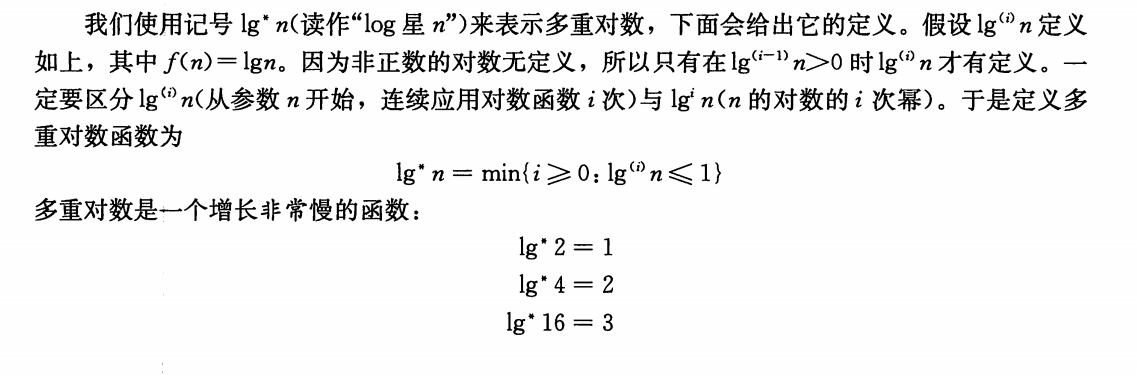 我们使用记号 lg* n(读作“log 星 n”)来表示多重对数，下面会给出它的定义。假设 lg⁽ⁱ⁾ n 定义
如上，其中 f(n)＝lgn。因为非正数的对数无定义，所以只有在 lg⁽ⁱ⁻¹⁾ n>0 时 lg⁽ⁱ⁾ n 才有定义。一
定要区分 lg⁽ⁱ⁾ n(从参数 n 开始，连续应用对数函数 i 次)与 lgⁱ n(n 的对数的 i 次幂)。于是定义多
重对数函数为
lg* n ＝ min{i ⩾ 0: lg⁽ⁱ⁾ n ⩽ 1}
多重对数是一个增长非常慢的函数：
lg* 2 ＝ 1
lg* 4 ＝ 2
lg* 16 ＝ 3